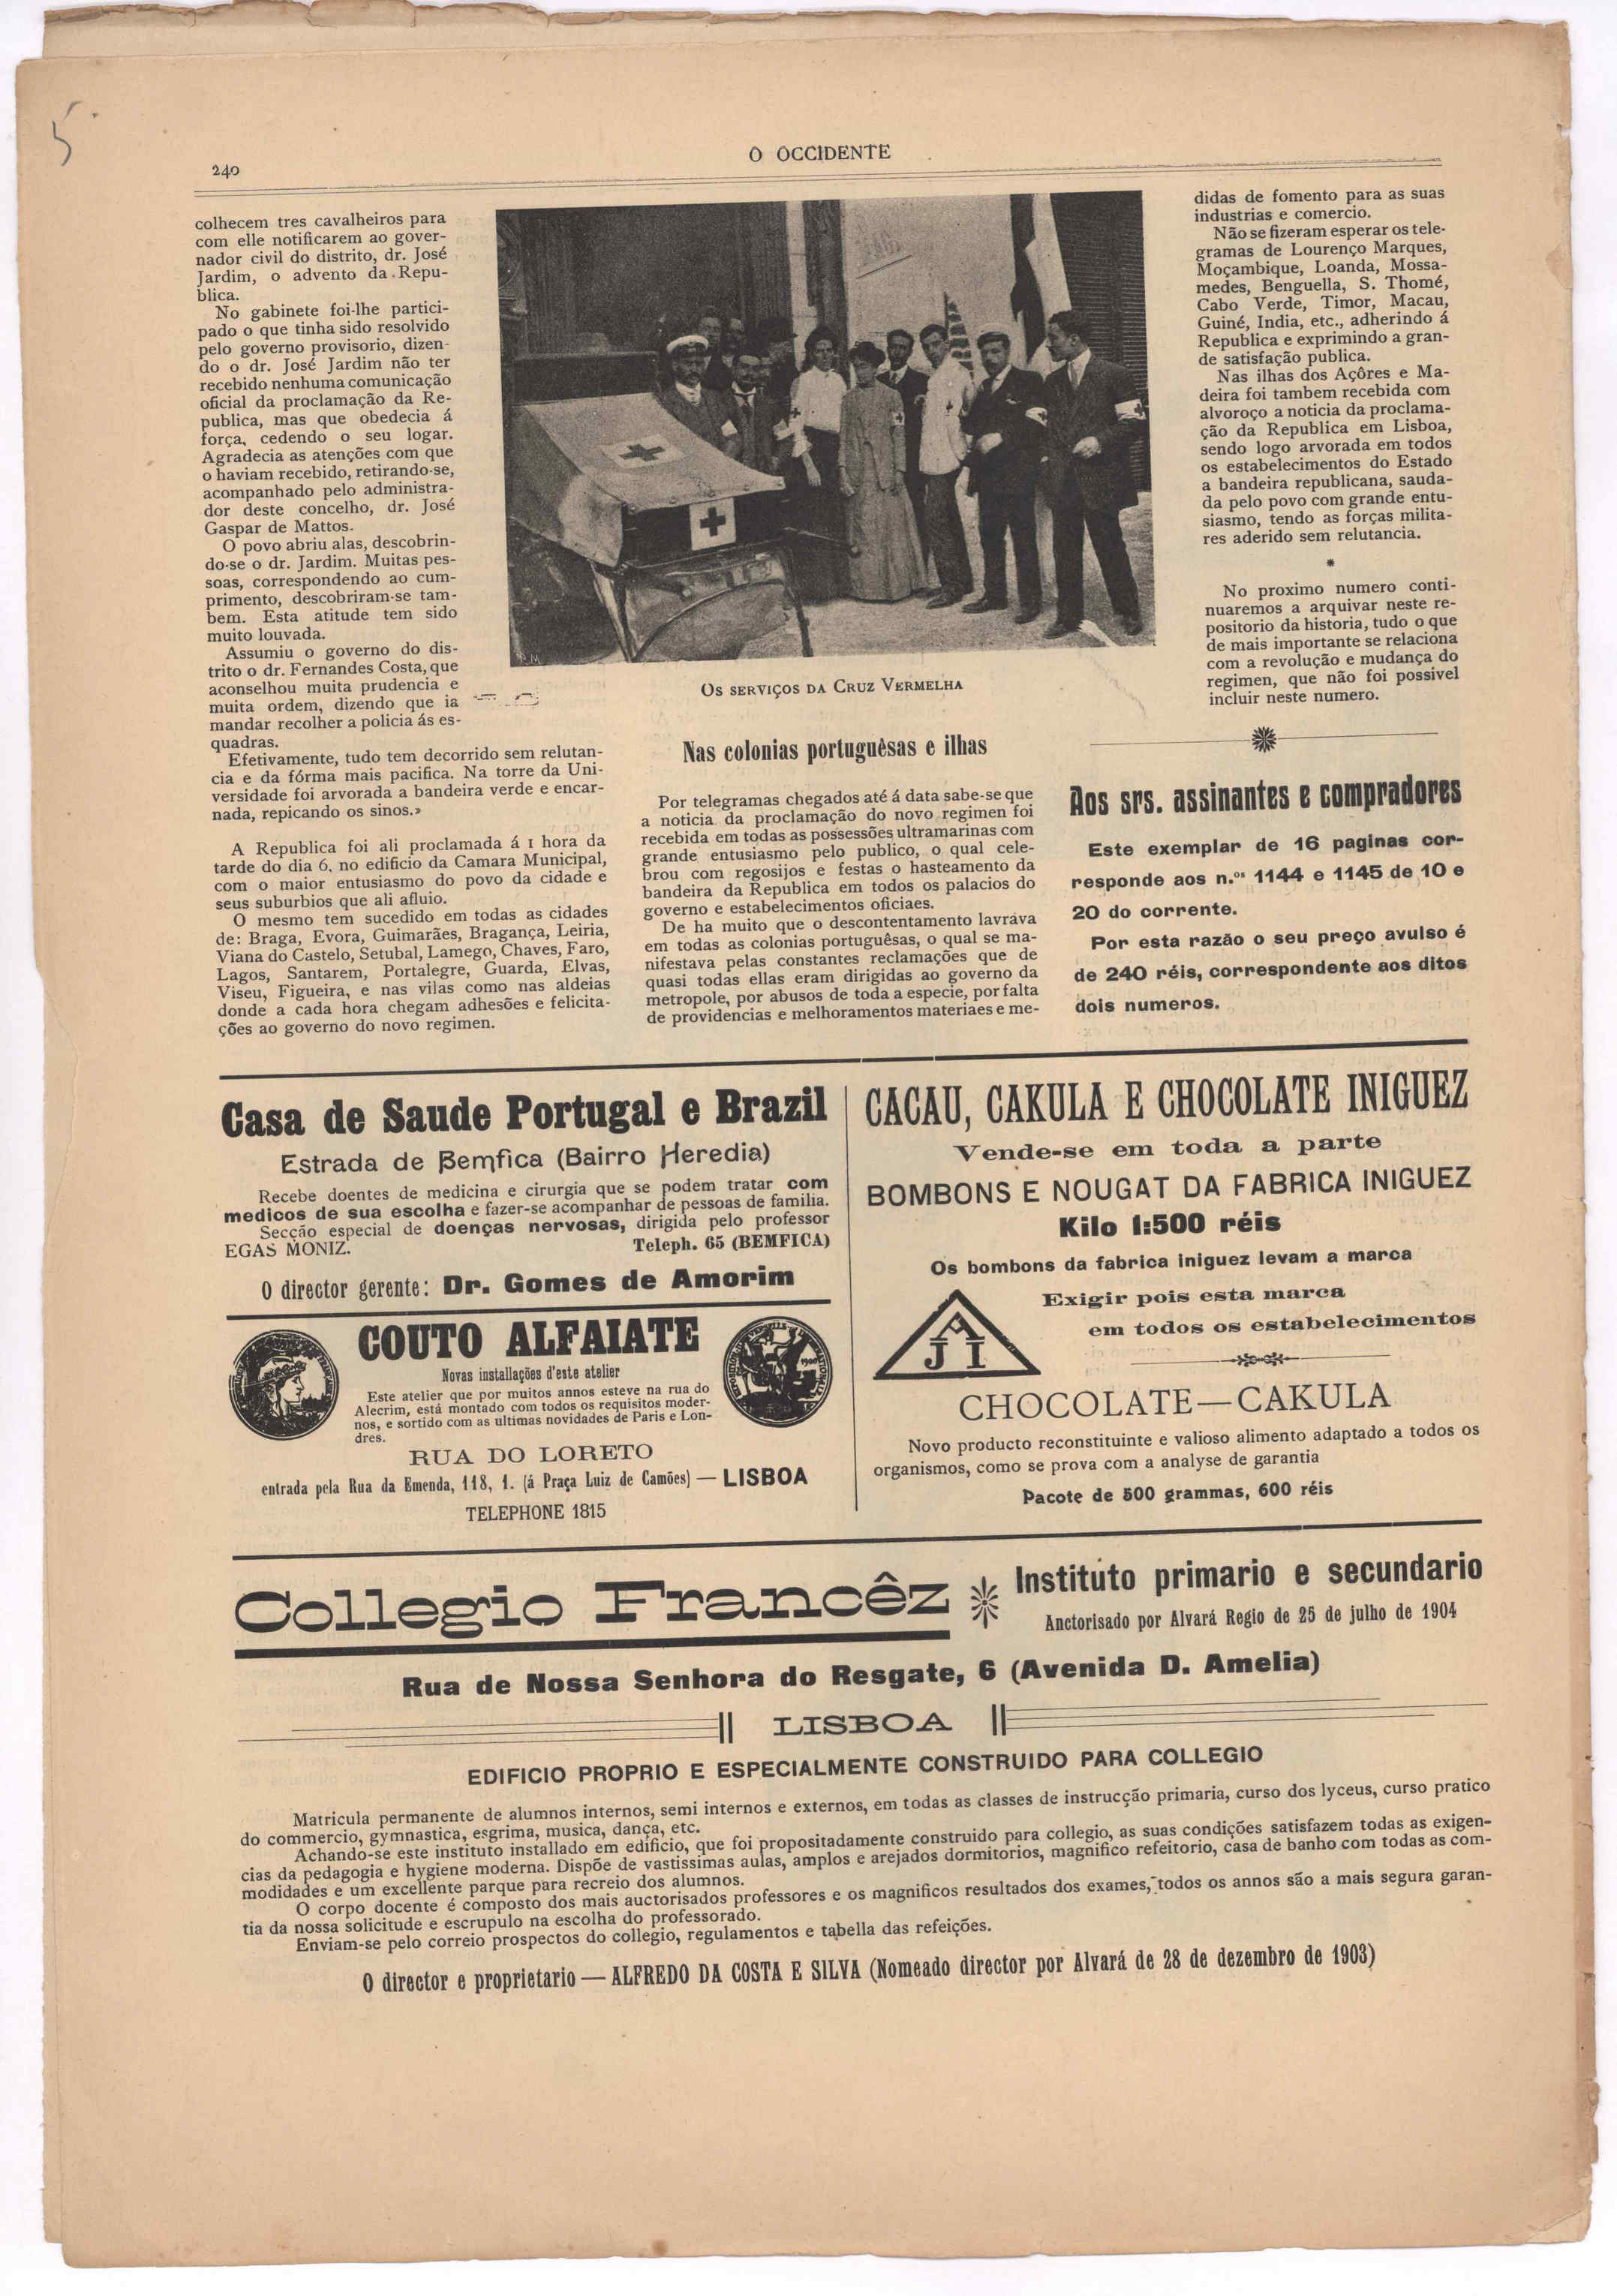 5
240
O OCCIDENTE
colhecem tres cavalheiros para
com elle notificarem ao gover-
nador civil do distrito, dr. José
Jardim, o advento da Repu-
blica.
No gabinete foi-lhe partici-
pado o que tinha sido resolvido
pelo governo provisorio, dizen-
do o dr. José Jardim não ter
recebido nenhuma comunicação
oficial da proclamação da Re-
publica, mas que obedecia á
força, cedendo o seu logar.
Agradecia as atenções com que
o haviam recebido, retirando-se,
acompanhado pelo administra-
dor deste concelho, dr. José
Gaspar de Mattos.
O povo abriu alas, descobrin-
do-se o dr. Jardim. Muitas pes-
soas, correspondendo ao cum-
primento, descobriram-se tam-
bem. Esta atitude tem sido
muito louvada.
Assumiu o governo do dis-
trito o dr. Fernandes Costa, que
aconselhou muita prudencia e
muita ordem, dizendo que ia
mandar recolher a policia ás es-
quadras.
Efetivamente, tudo tem decorrido sem relutan-
cia e da fórma mais pacifica. Na torre da Uni-
versidade foi arvorada a bandeira verde e encar-
nada, repicando os sinos.»
A Republica foi ali proclamada á 1 hora da
tarde do dia 6, no edificio da Camara Municipal,
com o maior entusiasmo do povo da cidade e
seus suburbios que ali afluio.
O mesmo tem sucedido em todas as cidades
de: Braga, Evora, Guimarães, Bragança, Leiria,
Viana do Castelo, Setubal, Lamego, Chaves, Faro,
Lagos, Santarem, Portalegre, Guarda, Elvas,
Viseu, Figueira, e nas vilas como nas aldeias
donde a cada hora chegam adhesões e felicita-
ções ao governo do novo regimen.
Os serviços da Cruz Vermelha
Nas colonias portuguêsas e ilhas
Por telegramas chegados até á data sabe-se que
a noticia da proclamação do novo regimen foi
recebida em todas as possessões ultramarinas com
grande entusiasmo pelo publico, o qual cele-
brou com regosijos e festas o hasteamento da
bandeira da Republica em todos os palacios do
governo e estabelecimentos oficiaes.
De ha muito que o descontentamento lavrava
em todas as colonias portuguêsas, o qual se ma-
nifestava pelas constantes reclamações que de
quasi todas ellas eram dirigidas ao governo da
metropole, por abusos de toda a especie, por falta
de providencias e melhoramentos materiaes e me-
didas de fomento para as suas
industrias e comercio.
Não se fizeram esperar os tele-
gramas de Lourenço Marques,
Moçambique, Loanda, Mossa-
medes, Benguella, S. Thomé,
Cabo Verde, Timor, Macau,
Guiné, India, etc., adherindo á
Republica e exprimindo a gran-
de satisfação publica.
Nas ilhas dos Açôres e Ma-
deira foi tambem recebida com
alvoroço a noticia da proclama-
ção da Republica em Lisboa,
sendo logo arvorada em todos
os estabelecimentos do Estado
a bandeira republicana, sauda-
da pelo povo com grande entu-
siasmo, tendo as forças milita-
res aderido sem relutancia.
*
No proximo numero conti-
nuaremos a arquivar neste re-
positorio da historia, tudo o que
de mais importante se relaciona
com a revolução e mudança do
regimen, que não foi possivel
incluir neste numero.
Aos srs. assinantes e compradores
Este exemplar de 16 paginas cor-
responde aos n.os 1144 e 1145 de 10 e
20 do corrente.
Por esta razão o seu preço avulso é
de 240 réis, correspondente aos ditos
dois numeros.
Casa de Saude Portugal e Brazil
Estrada de Bemfica (Bairro Heredia)
Recebe doentes de medicina e cirurgia que se podem tratar com
medicos de sua escolha e fazer-se acompanhar de pessoas de familia.
Secção especial de doenças nervosas, dirigida pelo professor
EGAS MONIZ. Teleph. 65 (BEMFICA)
O director gerente: Dr. Gomes de Amorim
COUTO ALFAIATE
Novas installações d'este atelier
Este atelier que por muitos annos esteve na rua do
Alecrim, está montado com todos os requisitos moder-
nos, e sortido com as ultimas novidades de Paris e Lon-
dres.
RUA DO LORETO
entrada pela Rua da Emenda, 118, 1. (á Praça Luiz de Camões) — LISBOA
TELEPHONE 1815
CACAU, CAKULA E CHOCOLATE INIGUEZ
Vende-se em toda a parte
BOMBONS E NOUGAT DA FABRICA INIGUEZ
Kilo 1:500 réis
Os bombons da fabrica iniguez levam a marca
A
JI
Exigir pois esta marca
em todos os estabelecimentos
CHOCOLATE—CAKULA
Novo producto reconstituinte e valioso alimento adaptado a todos os
organismos, como se prova com a analyse de garantia
Pacote de 500 grammas, 600 réis
Collegio Francêz
Instituto primario e secundario
Anctorisado por Alvará Regio de 25 de julho de 1904
Rua de Nossa Senhora do Resgate, 6 (Avenida D. Amelia)
LISBOA
EDIFICIO PROPRIO E ESPECIALMENTE CONSTRUIDO PARA COLLEGIO
Matricula permanente de alumnos internos, semi internos e externos, em todas as classes de instrucção primaria, curso dos lyceus, curso pratico
do commercio, gymnastica, esgrima, musica, dança, etc.
Achando-se este instituto installado em edificio, que foi propositadamente construido para collegio, as suas condições satisfazem todas as exigen-
cias da pedagogia e hygiene moderna. Dispõe de vastissimas aulas, amplos e arejados dormitorios, magnifico refeitorio, casa de banho com todas as com-
modidades e um excellente parque para recreio dos alumnos.
O corpo docente é composto dos mais auctorisados professores e os magnificos resultados dos exames, todos os annos são a mais segura garan-
tia da nossa solicitude e escrupulo na escolha do professorado.
Enviam-se pelo correio prospectos do collegio, regulamentos e tabella das refeições.
O director e proprietario — ALFREDO DA COSTA E SILVA (Nomeado director por Alvará de 28 de dezembro de 1903)